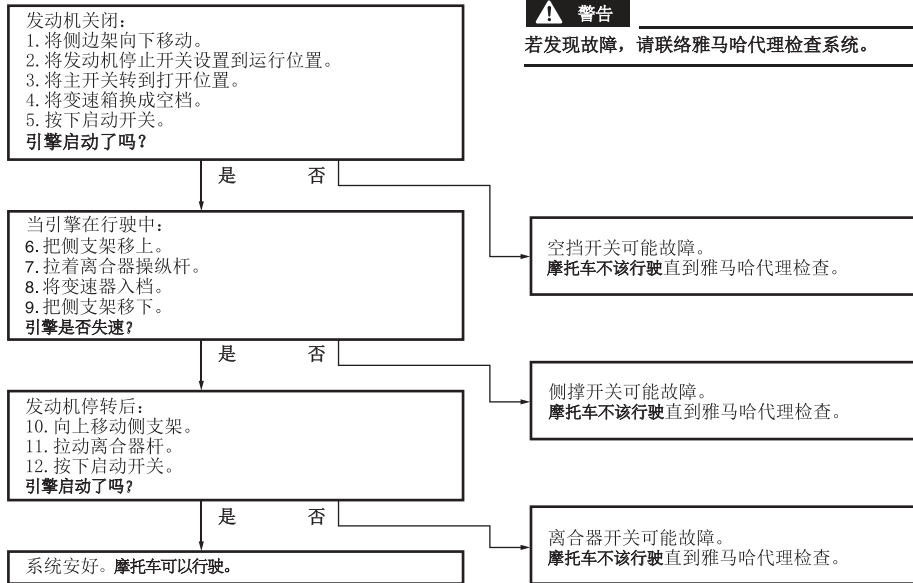 警告
若发现故障，请联络雅马哈代理检查系统。
发动机关闭：
1.将侧边架向下移动。
2.将发动机停止开关设置到运行位置。
3.将主开关转到打开位置。
4.将变速箱换成空档。
5.按下启动开关。
引擎启动了吗？
是 否
当引擎在行驶中：
6.把侧支架移上。
7.拉着离合器操纵杆。
8.将变速器入档。
9.把侧支架移下。
引擎是否失速？
空挡开关可能故障。
摩托车不该行驶直到雅马哈代理检查。
是 否
发动机停转后：
10.向上移动侧支架。
11.拉动离合器杆。
12.按下启动开关。
引擎启动了吗？
侧撑开关可能故障。
摩托车不该行驶直到雅马哈代理检查。
是 否
系统安好。摩托车可以行驶。
离合器开关可能故障。
摩托车不该行驶直到雅马哈代理检查。